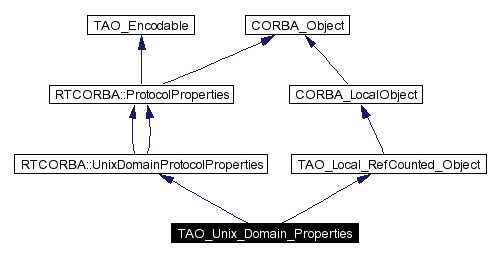 TAO_Encodable
CORBA_Object
RTCORBA::ProtocolProperties
CORBA_LocalObject
RTCORBA::UnixDomainProtocolProperties
TAO_Local_RefCounted_Object
TAO_Unix_Domain_Properties